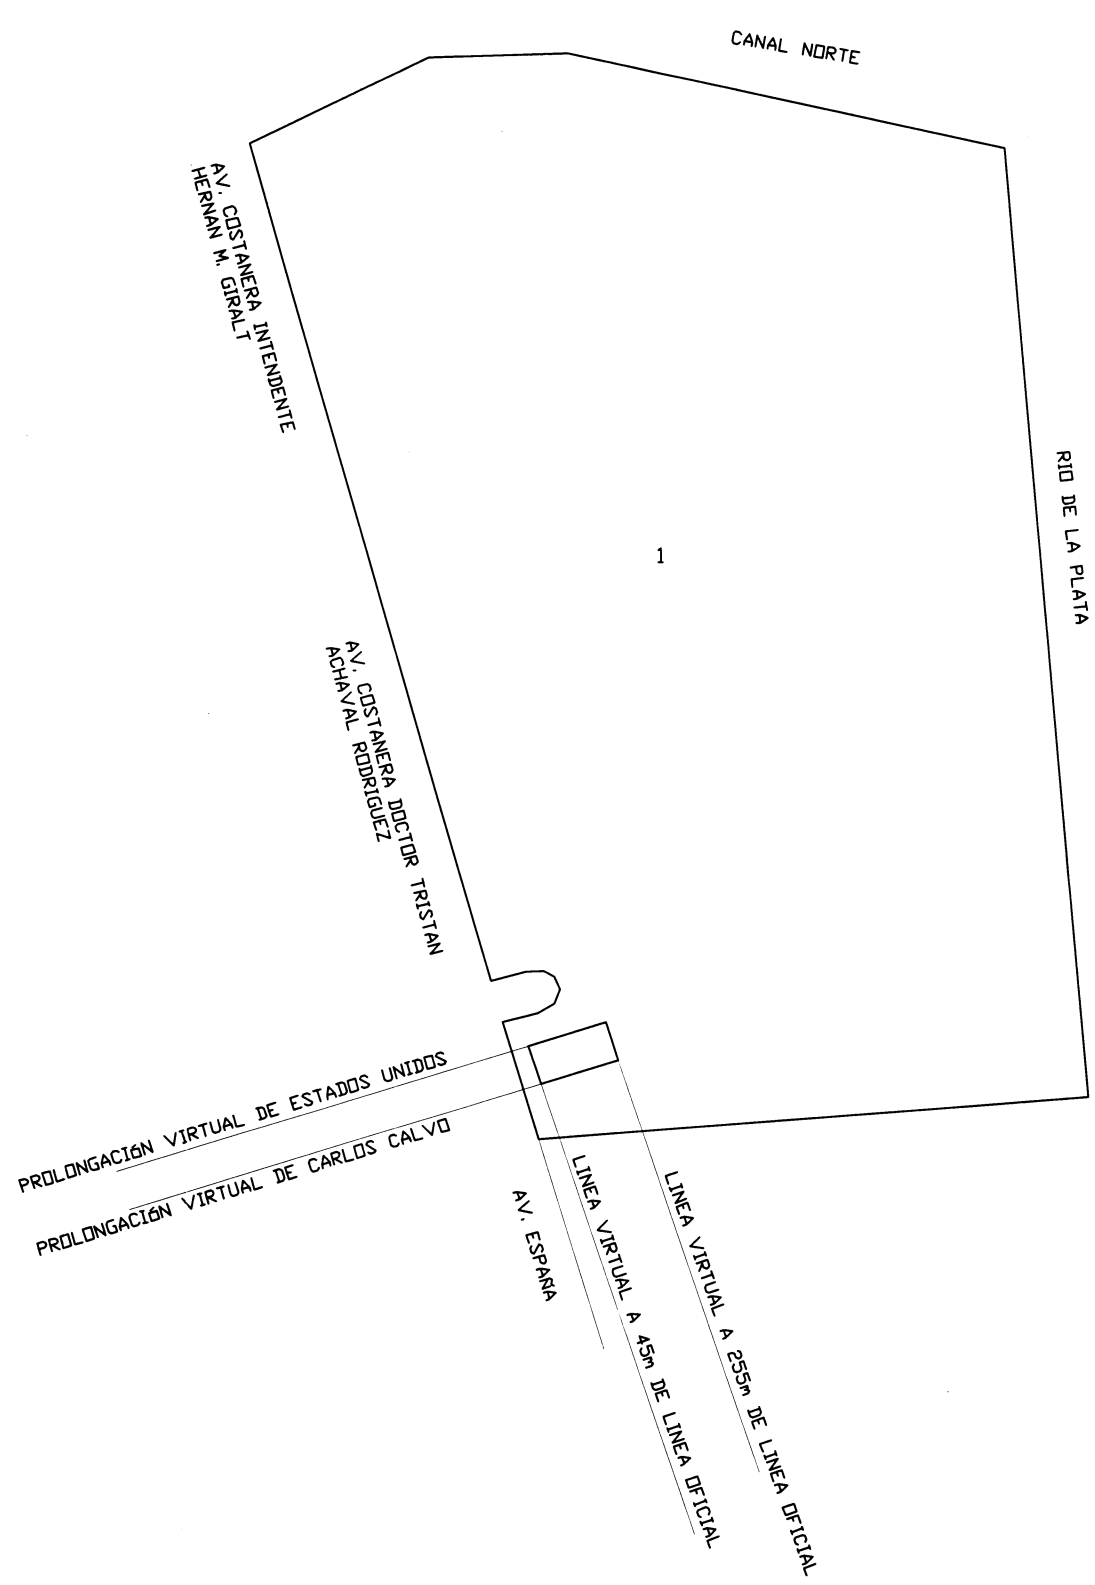 CANAL NORTE
AV. COSTANERA INTENDENTE
HERNAN M. GIRALT
RIO DE LA PLATA
1
AV. COSTANERA DOCTOR TRISTAN
ACHAVAL RODRIGUEZ
PROLONGACIóN VIRTUAL DE ESTADOS UNIDOS
PROLONGACIóN VIRTUAL DE CARLOS CALVO
AV. ESPAÑA
LINEA VIRTUAL A 45m DE LINEA OFICIAL
LINEA VIRTUAL A 255m DE LINEA OFICIAL